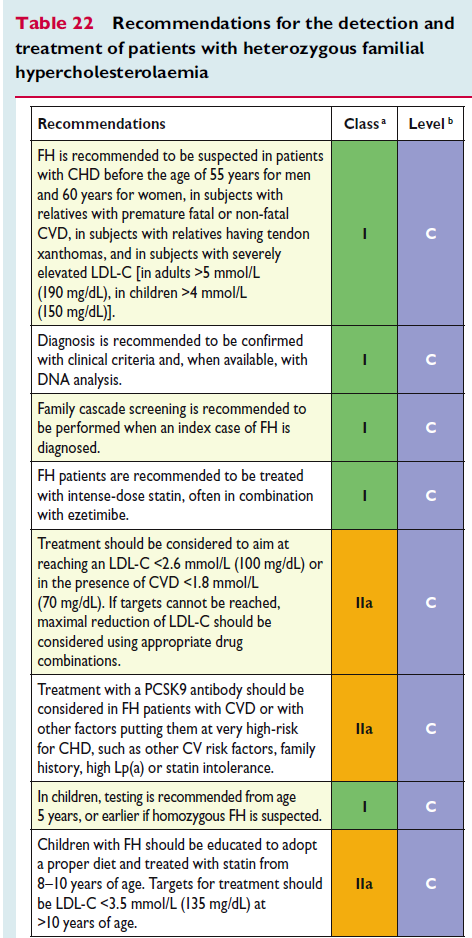 Table 22 Recommendations for the detection and
treatment of patients with heterozygous familial
hypercholesterolaemia
Recommendations Class a Level b
FH is recommended to be suspected in patients
with CHD before the age of 55 years for men
and 60 years for women, in subjects with
relatives with premature fatal or non-fatal
CVD, in subjects with relatives having tendon
xanthomas, and in subjects with severely
elevated LDL-C [in adults >5 mmol/L
(190 mg/dL), in children >4 mmol/L
(150 mg/dL)].
I C
Diagnosis is recommended to be confirmed
with clinical criteria and, when available, with
DNA analysis.
I C
Family cascade screening is recommended to
be performed when an index case of FH is
diagnosed.
I C
FH patients are recommended to be treated
with intense-dose statin, often in combination
with ezetimibe.
I C
Treatment should be considered to aim at
reaching an LDL-C <2.6 mmol/L (100 mg/dL) or
in the presence of CVD <1.8 mmol/L
(70 mg/dL). If targets cannot be reached,
maximal reduction of LDL-C should be
considered using appropriate drug
combinations.
IIa C
Treatment with a PCSK9 antibody should be
considered in FH patients with CVD or with
other factors putting them at very high-risk
for CHD, such as other CV risk factors, family
history, high Lp(a) or statin intolerance.
IIa C
In children, testing is recommended from age
5 years, or earlier if homozygous FH is suspected.
I C
Children with FH should be educated to adopt
a proper diet and treated with statin from
8–10 years of age. Targets for treatment should
be LDL-C <3.5 mmol/L (135 mg/dL) at
>10 years of age.
IIa C